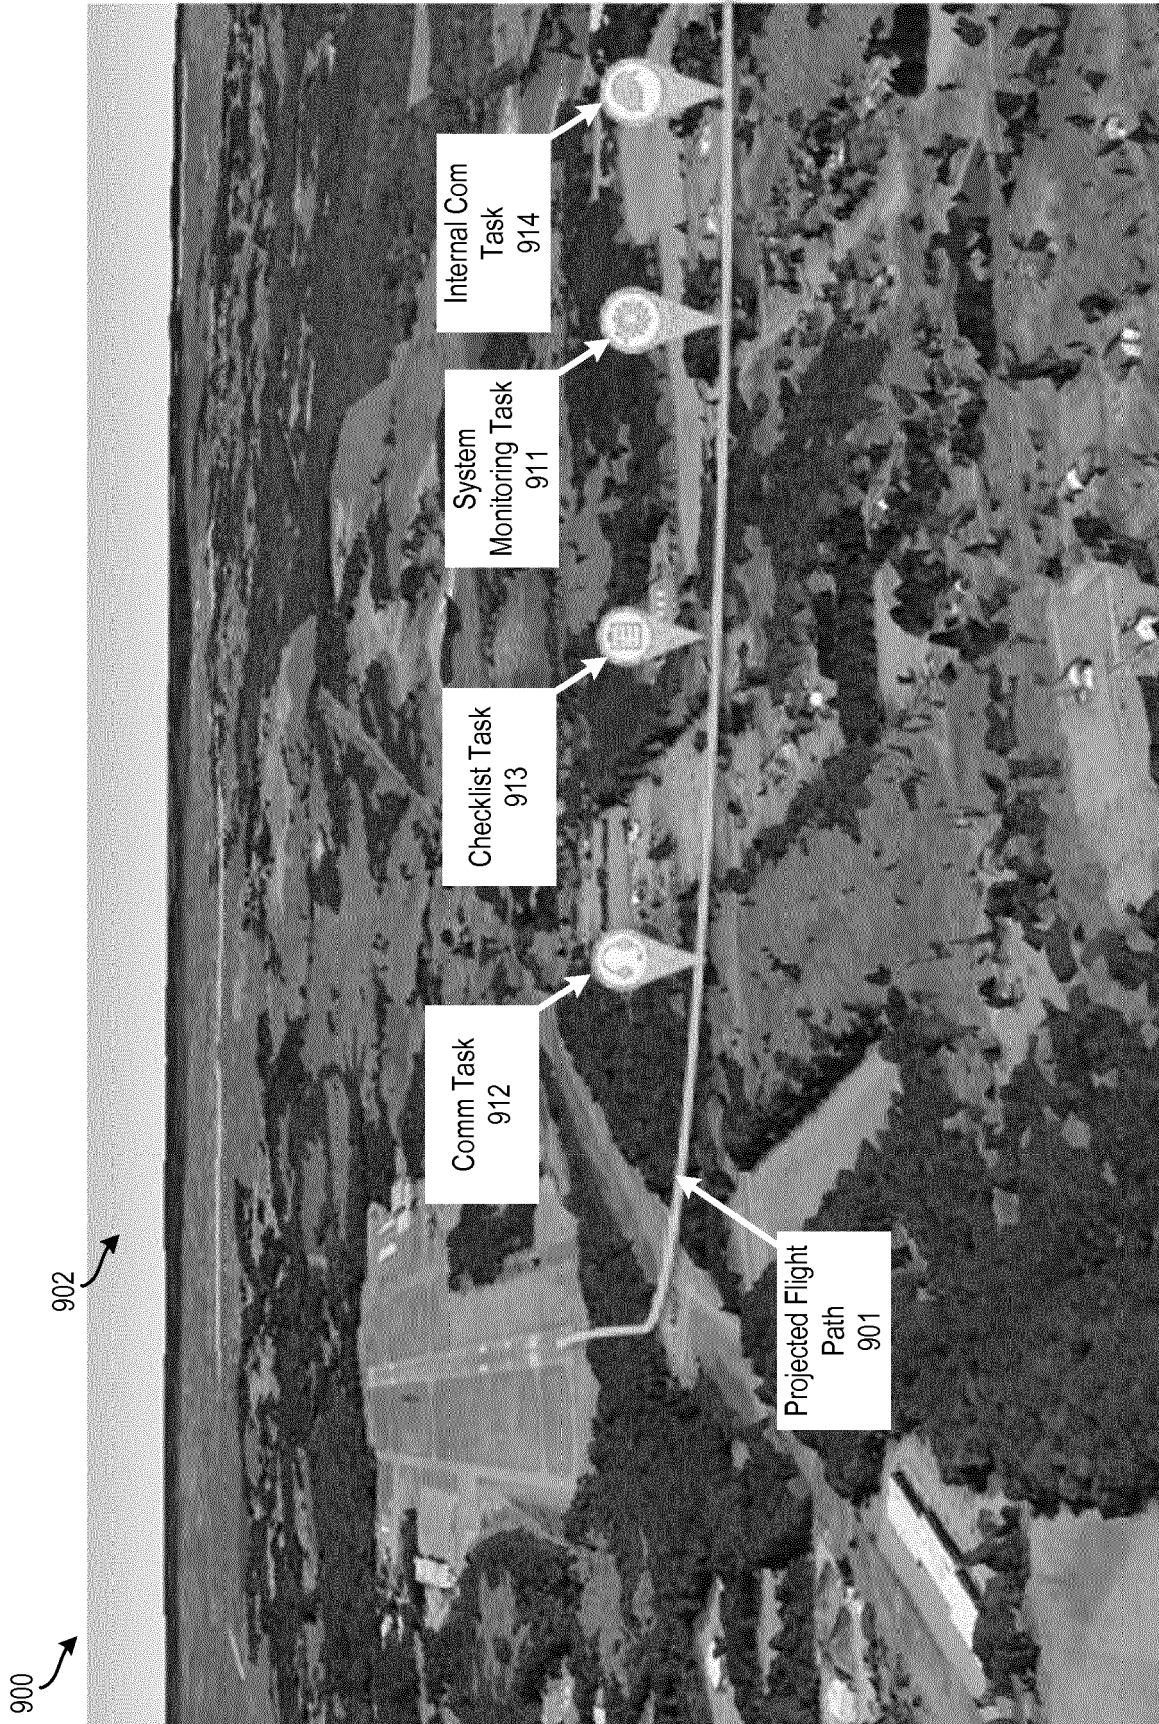 900
902
Comm Task
912
Checklist Task
913
System
Monitoring Task
911
Internal Com
Task
914
Projected Flight
Path
901